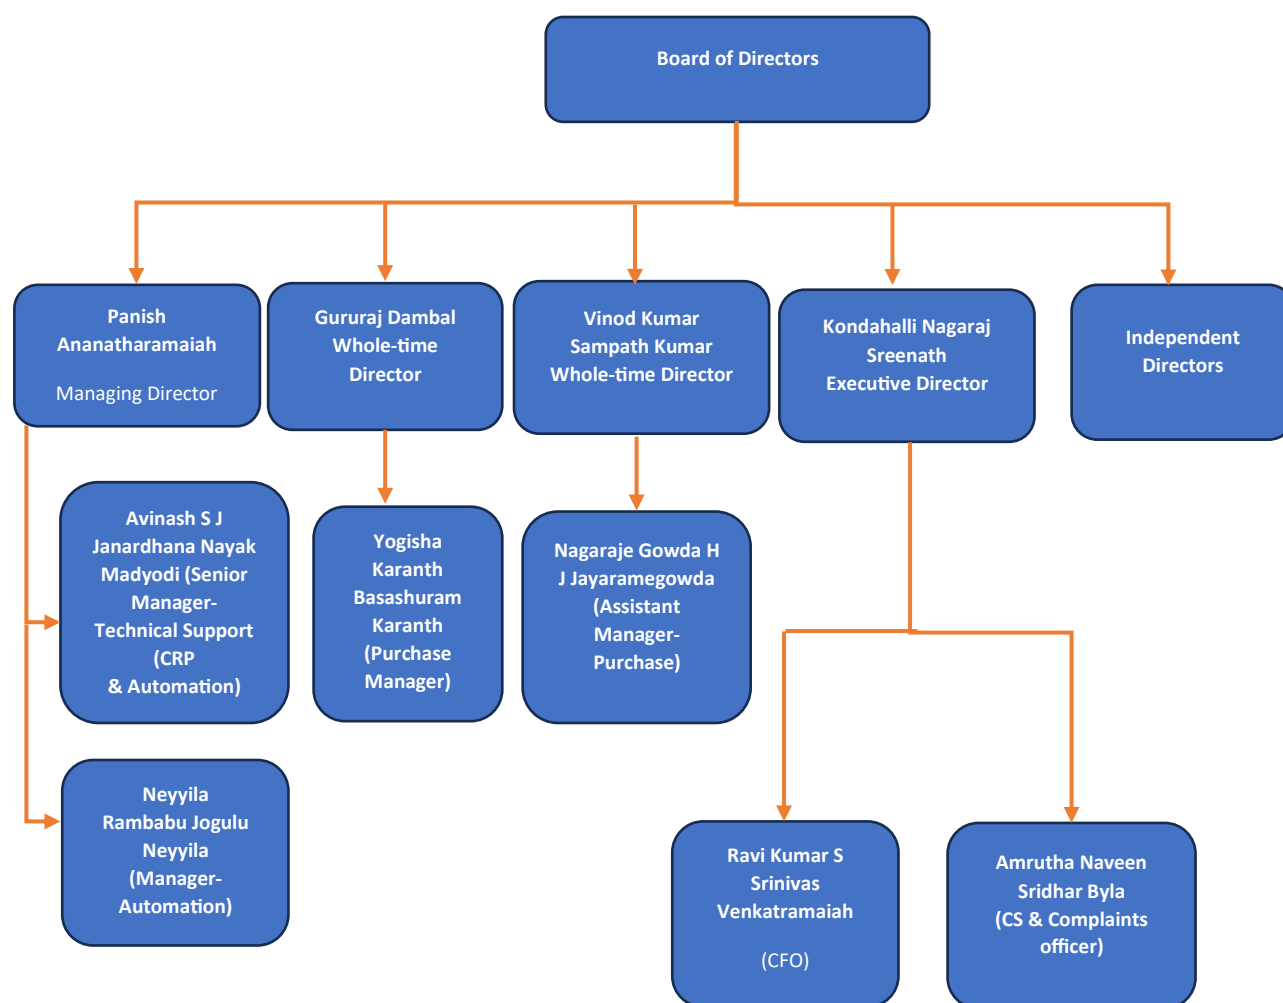 Board of Directors
Panish
Ananatharamaiah
Managing Director
Gururaj Dambal
Whole-time
Director
Vinod Kumar
Sampath Kumar
Whole-time Director
Kondahalli Nagaraj
Sreenath
Executive Director
Independent
Directors
Avinash S J
Janardhana Nayak
Madyodi (Senior
Manager-
Technical Support
(CRP
& Automation)
Yogisha
Karanth
Basashuram
Karanth
(Purchase
Manager)
Nagaraje Gowda H
J Jayaramegowda
(Assistant
Manager-
Purchase)
Neyyila
Rambabu Jogulu
Neyyila
(Manager-
Automation)
Ravi Kumar S
Srinivas
Venkatramaiah
(CFO)
Amrutha Naveen
Sridhar Byla
(CS & Complaints
officer)